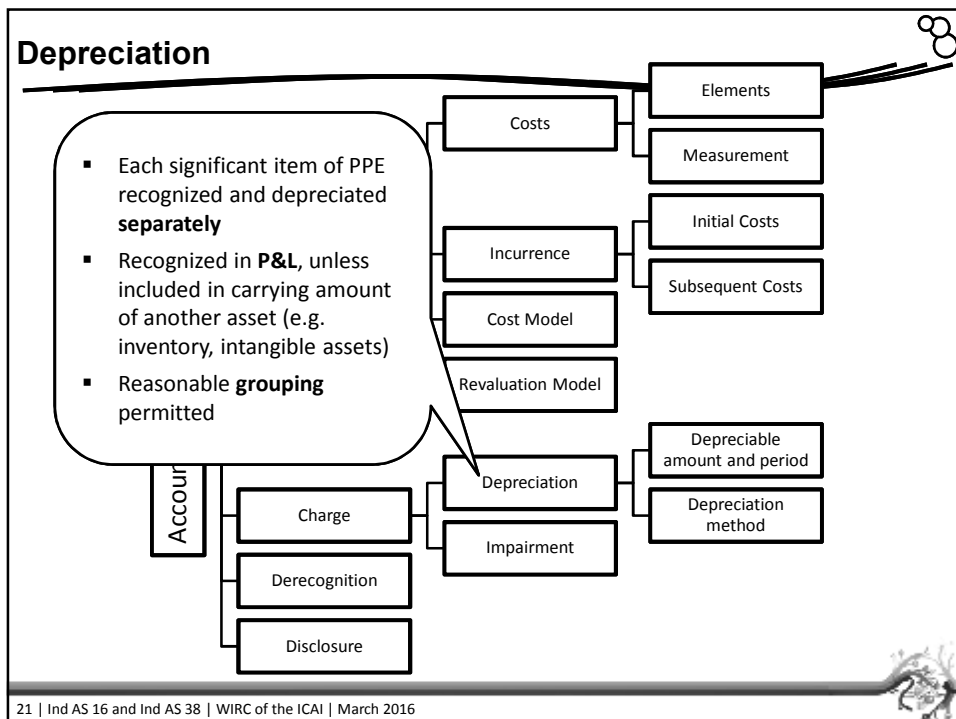 Depreciation
▪ Each significant item of PPE
recognized and depreciated
separately
▪ Recognized in P&L, unless
included in carrying amount
of another asset (e.g.
inventory, intangible assets)
▪ Reasonable grouping
permitted
Costs
Elements
Measurement
Incurrence
Initial Costs
Subsequent Costs
Cost Model
Revaluation Model
Accoun
Charge
Depreciation
Depreciable
amount and period
Depreciation
method
Impairment
Derecognition
Disclosure
21 | Ind AS 16 and Ind AS 38 | WIRC of the ICAI | March 2016